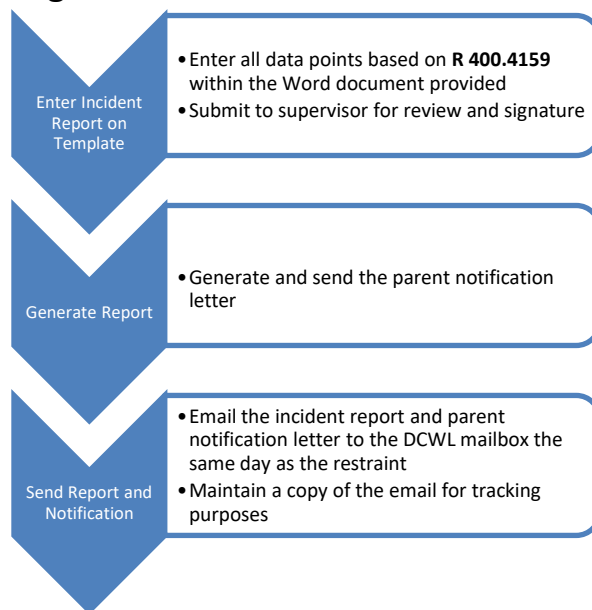 Enter Incident
Report on
Template
•Enter all data points based on R 400.4159
within the Word document provided
•Submit to supervisor for review and signature
Generate Report
•Generate and send the parent notification
letter
Send Report and
Notification
•Email the incident report and parent
notification letter to the DCWL mailbox the
same day as the restraint
•Maintain a copy of the email for tracking
purposes